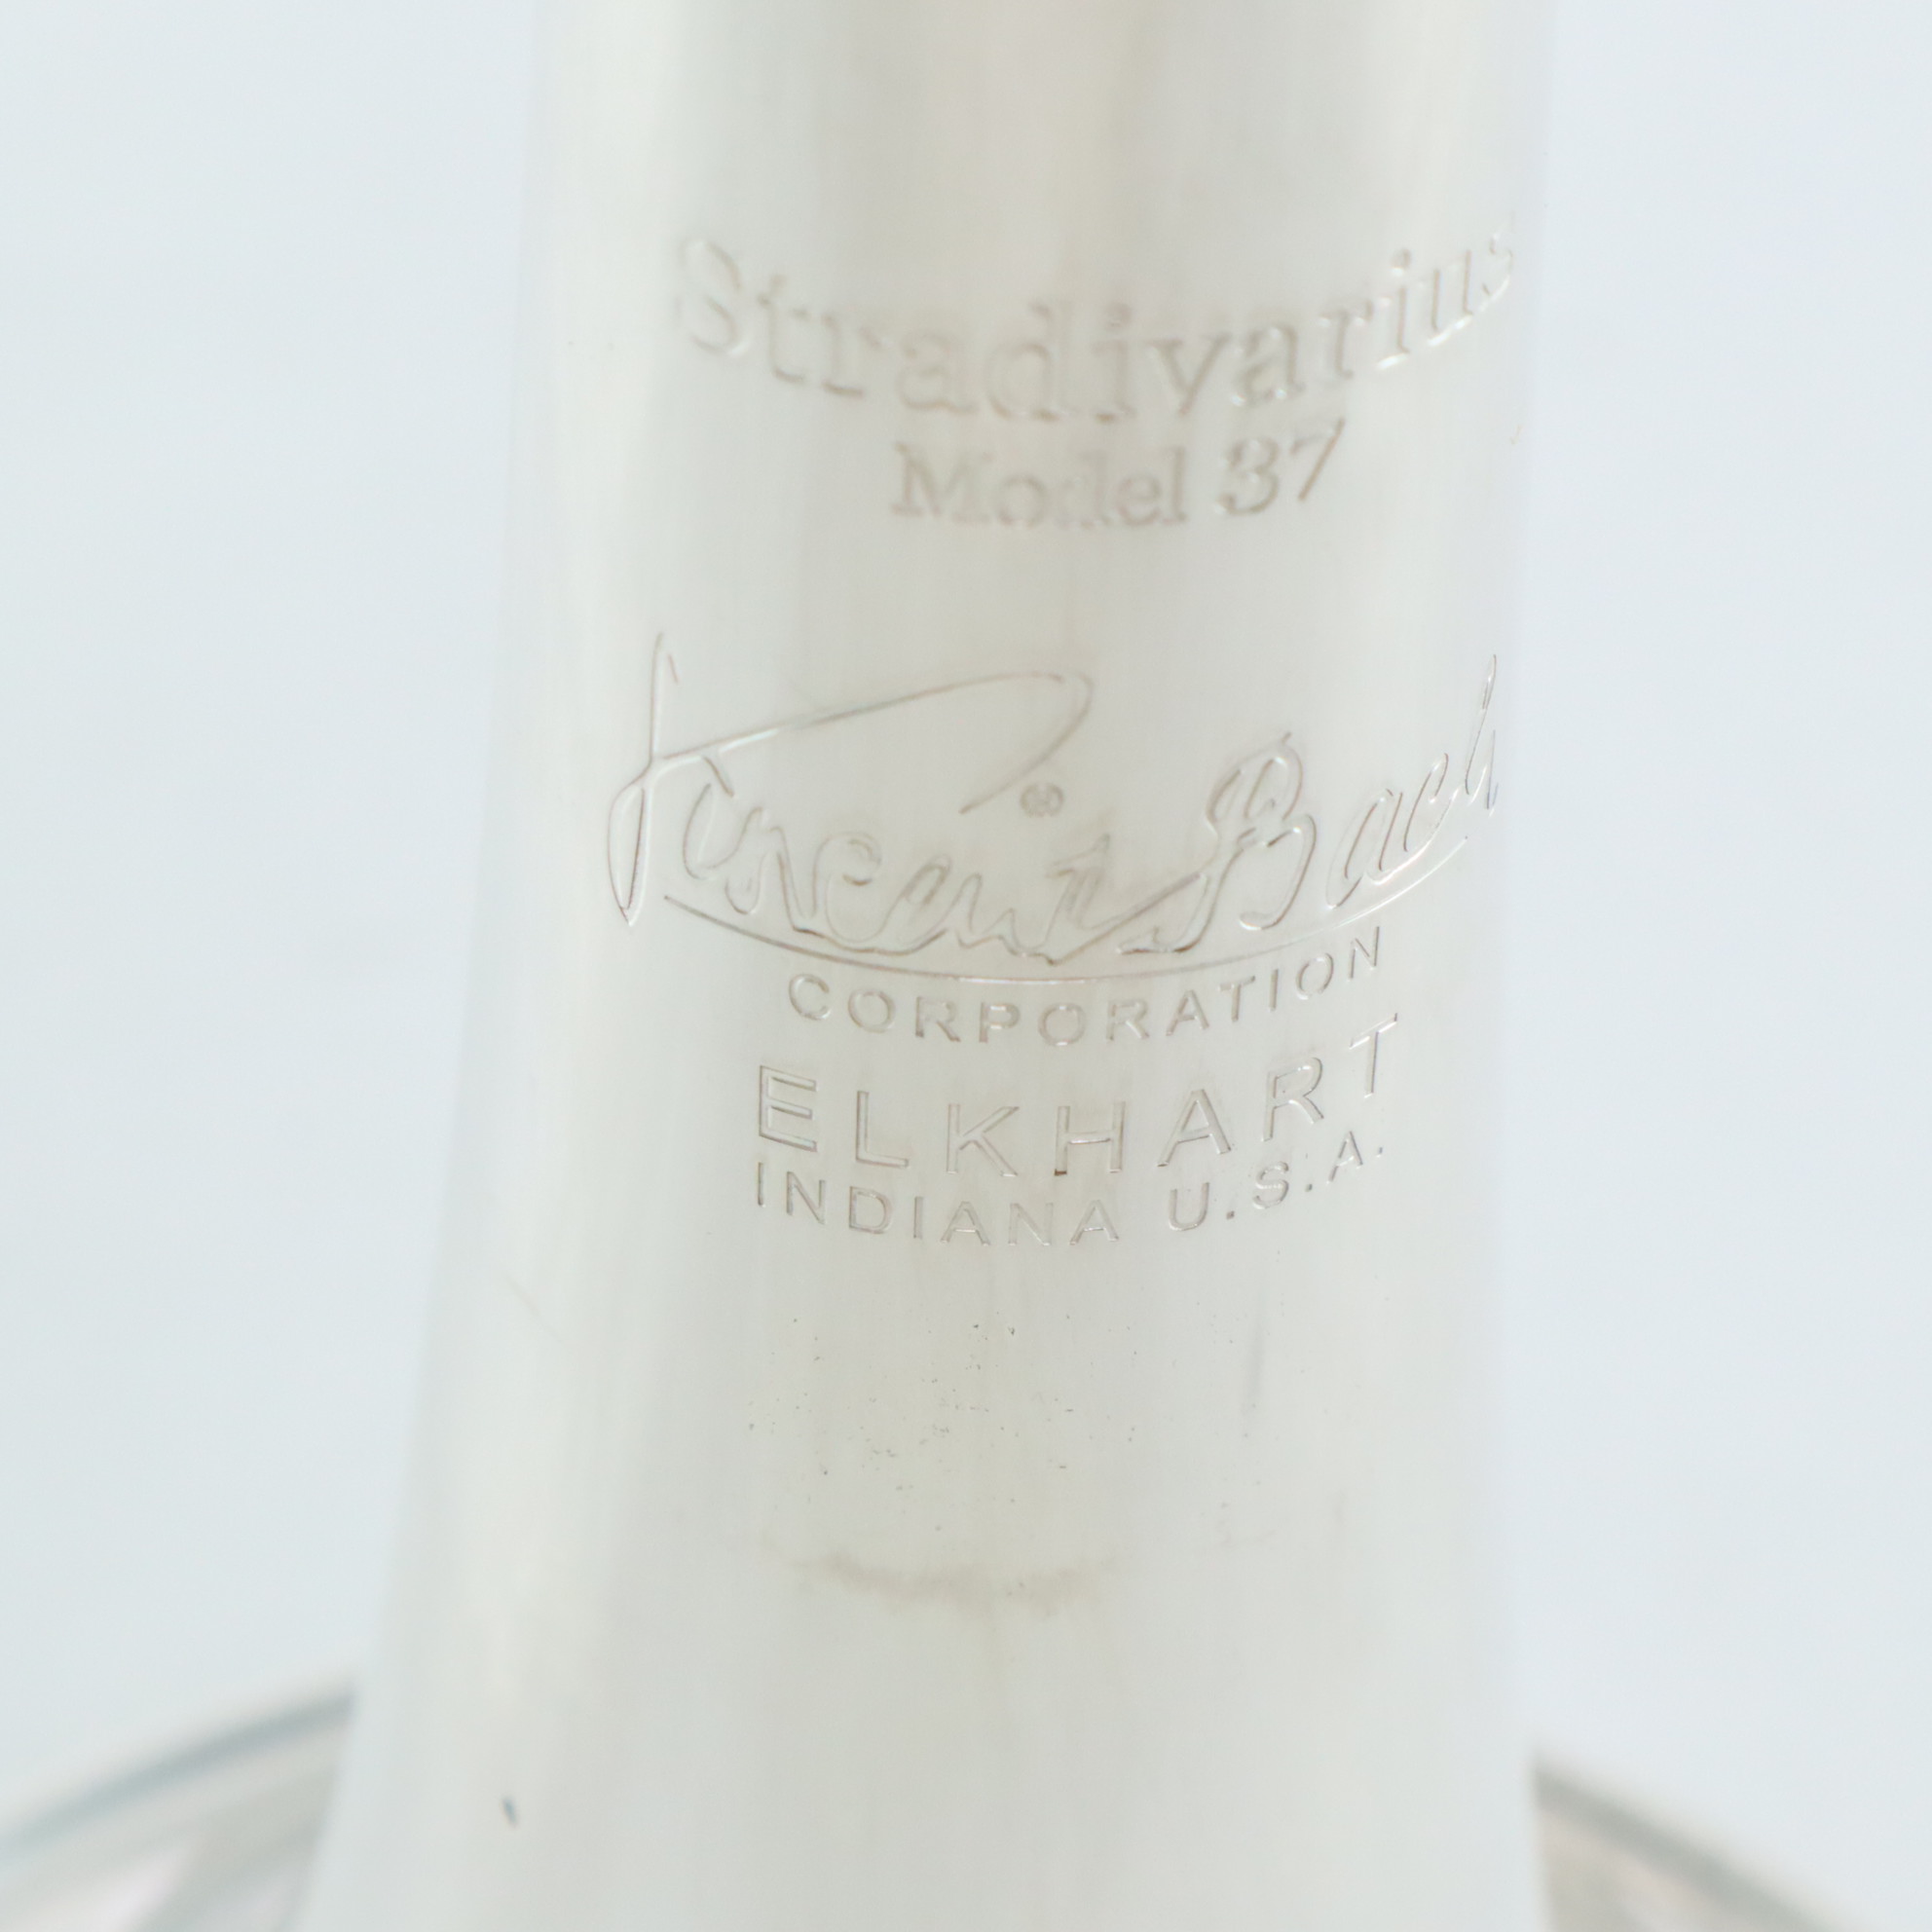 Stradivarius
Model 37
Vincent Bach
®
CORPORATION
ELKHART
INDIANA U.S.A.